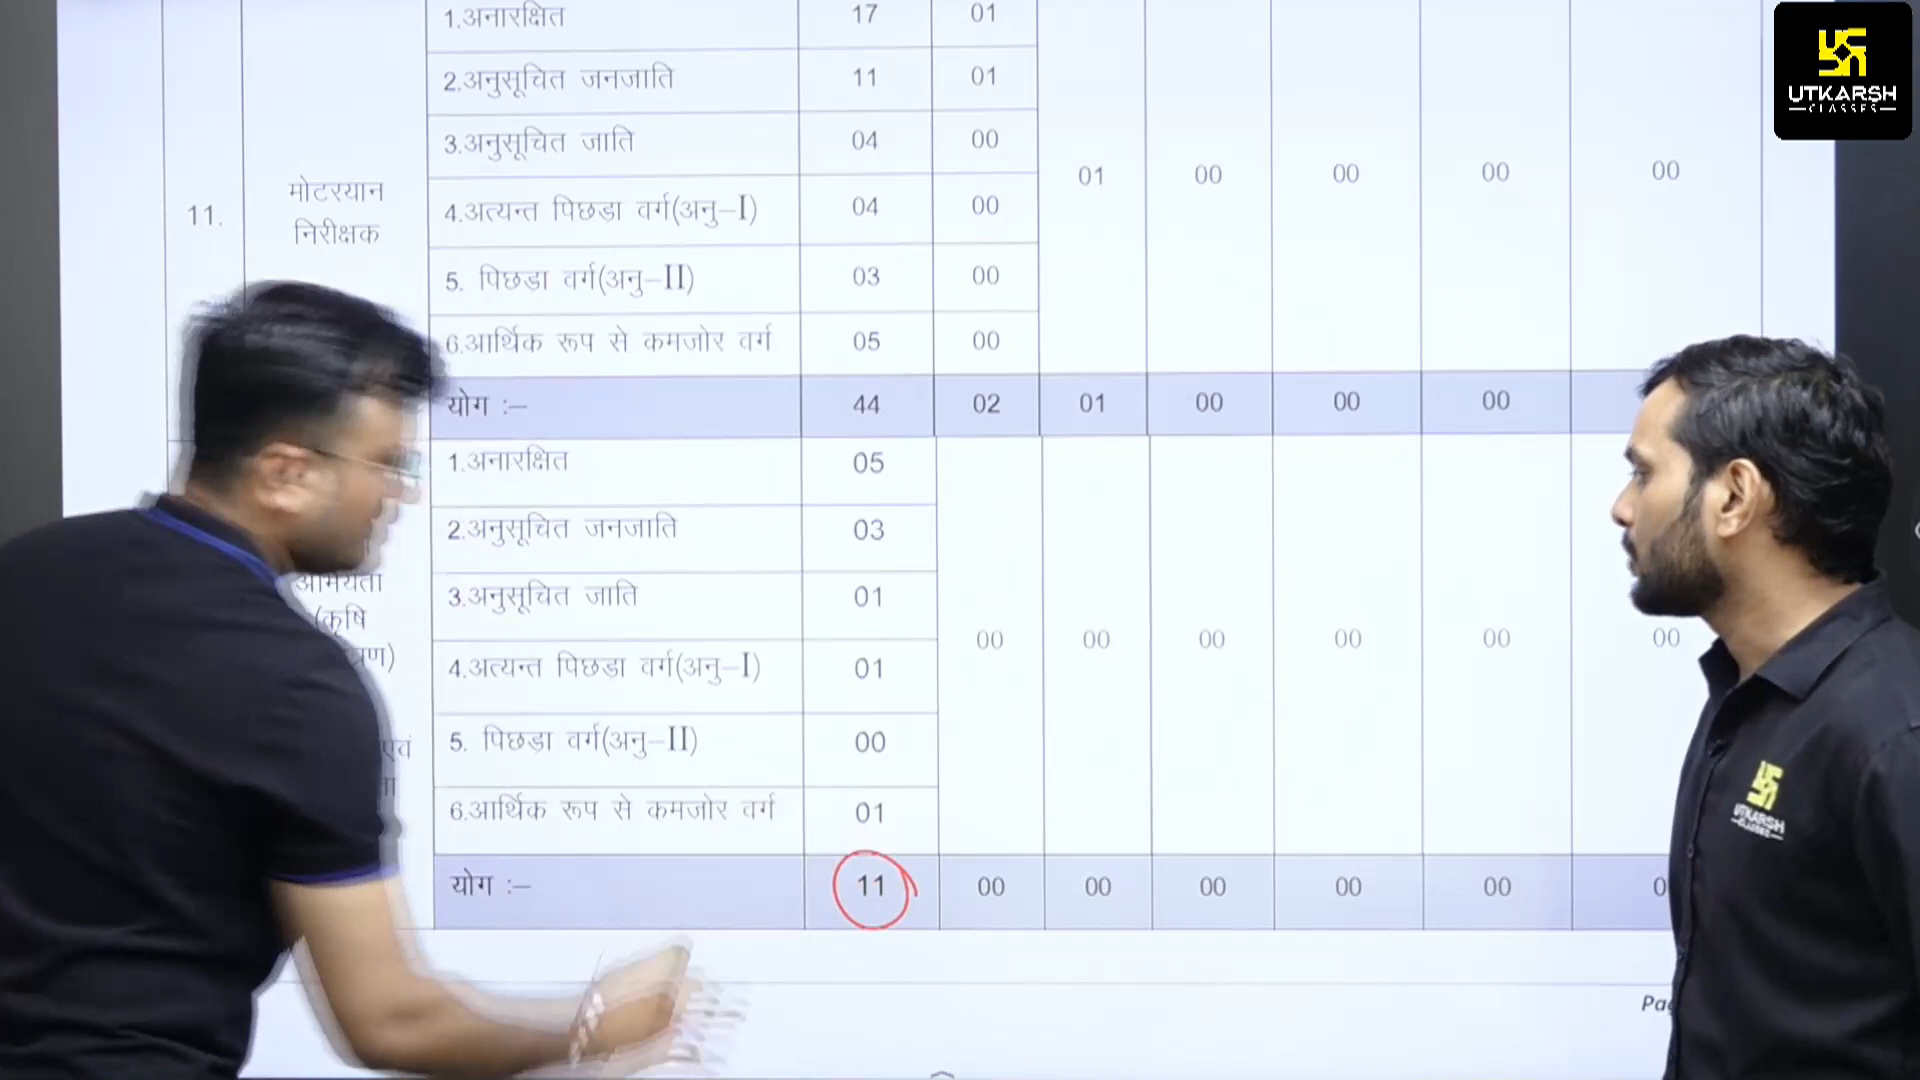 1.अनारक्षित 17 01
2.अनुसूचित जनजाति 11 01
3.अनुसूचित जाति 04 00
11. मोटरयान निरीक्षक 01 00 00 00 00
4.अत्यन्त पिछड़ा वर्ग(अनु–I) 04 00
5. पिछड़ा वर्ग(अनु–II) 03 00
6.आर्थिक रूप से कमजोर वर्ग 05 00
योग :– 44 02 01 00 00 00
1.अनारक्षित 05
2.अनुसूचित जनजाति 03
3.अनुसूचित जाति 01
(कृषि
00 00 00 00 00 00
4.अत्यन्त पिछड़ा वर्ग(अनु–I) 01
5. पिछड़ा वर्ग(अनु–II) 00
एवं
6.आर्थिक रूप से कमजोर वर्ग 01
योग :– 11 00 00 00 00 00
UTKARSH
CLASSES
UTKARSH
CLASSES